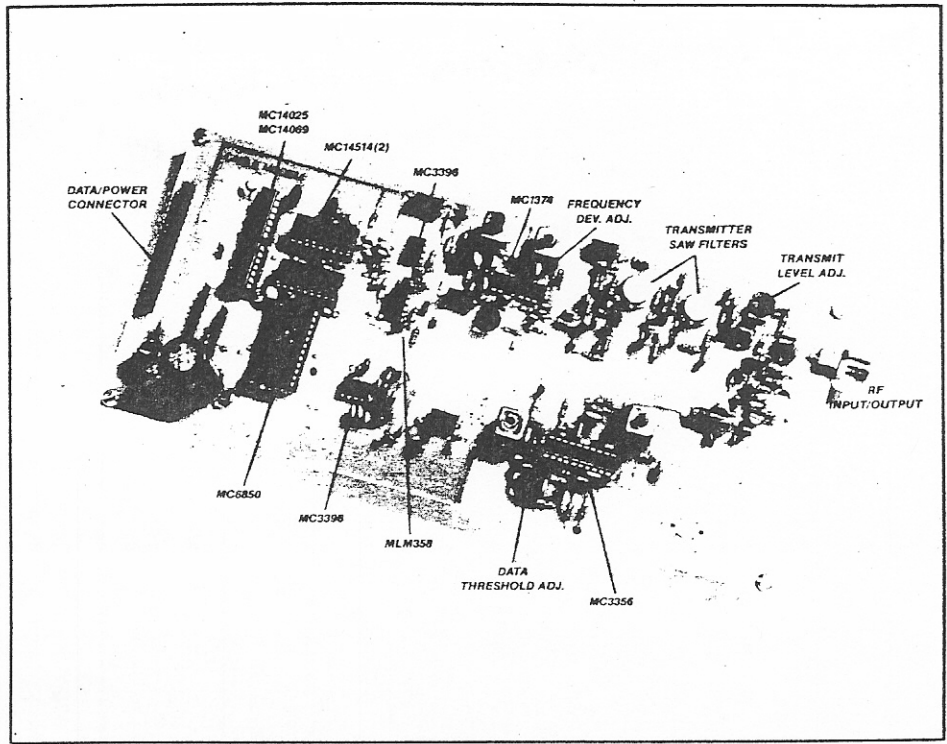 MC14025
MC14069
MC14514(2)
MC3396
MC1374
FREQUENCY
DEV. ADJ.
TRANSMITTER
SAW FILTERS
TRANSMIT
LEVEL ADJ.
DATA/POWER
CONNECTOR
RF
INPUT/OUTPUT
MC6850
MC3396
MLM358
DATA
THRESHOLD ADJ.
MC3356